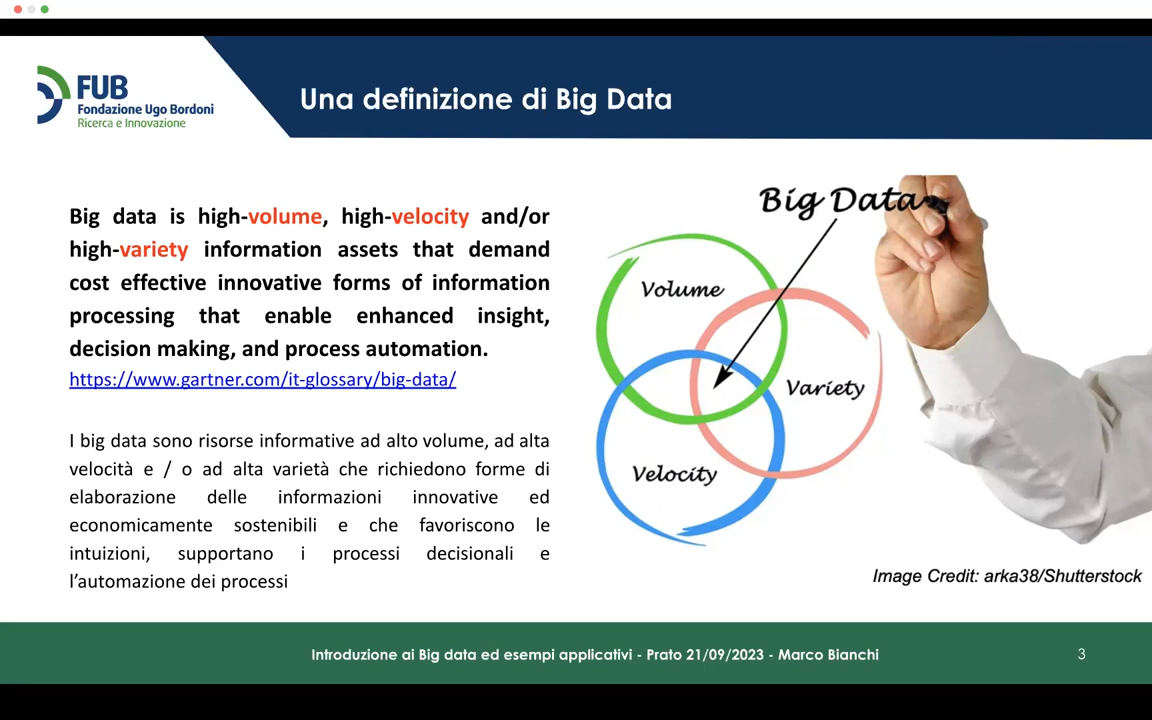 FUB
Fondazione Ugo Bordoni
Ricerca e Innovazione
Una definizione di Big Data
Big data is high-volume, high-velocity and/or
high-variety information assets that demand
cost effective innovative forms of information
processing that enable enhanced insight,
decision making, and process automation.
https://www.gartner.com/it-glossary/big-data/
I big data sono risorse informative ad alto volume, ad alta
velocità e / o ad alta varietà che richiedono forme di
elaborazione delle informazioni innovative ed
economicamente sostenibili e che favoriscono le
intuizioni, supportano i processi decisionali e
l’automazione dei processi
Big Data
Volume
Variety
Velocity
Image Credit: arka38/Shutterstock
Introduzione ai Big data ed esempi applicativi - Prato 21/09/2023 - Marco Bianchi
3